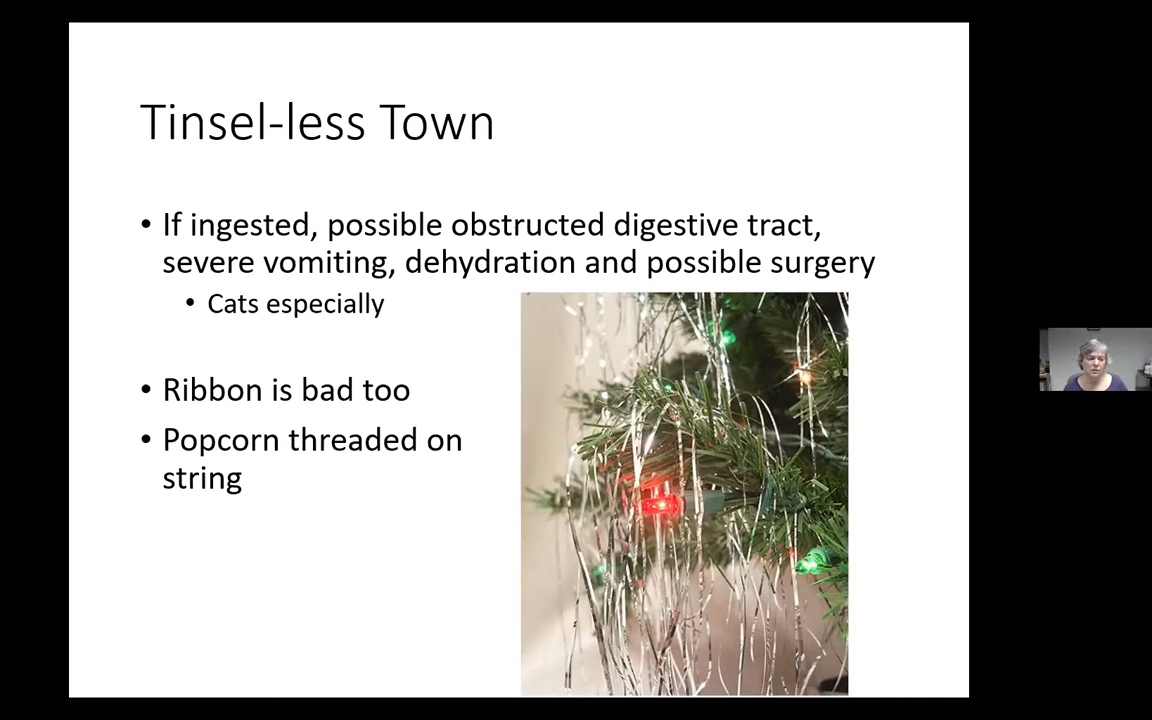 Tinsel-less Town
• If ingested, possible obstructed digestive tract,
severe vomiting, dehydration and possible surgery
• Cats especially
• Ribbon is bad too
• Popcorn threaded on
string